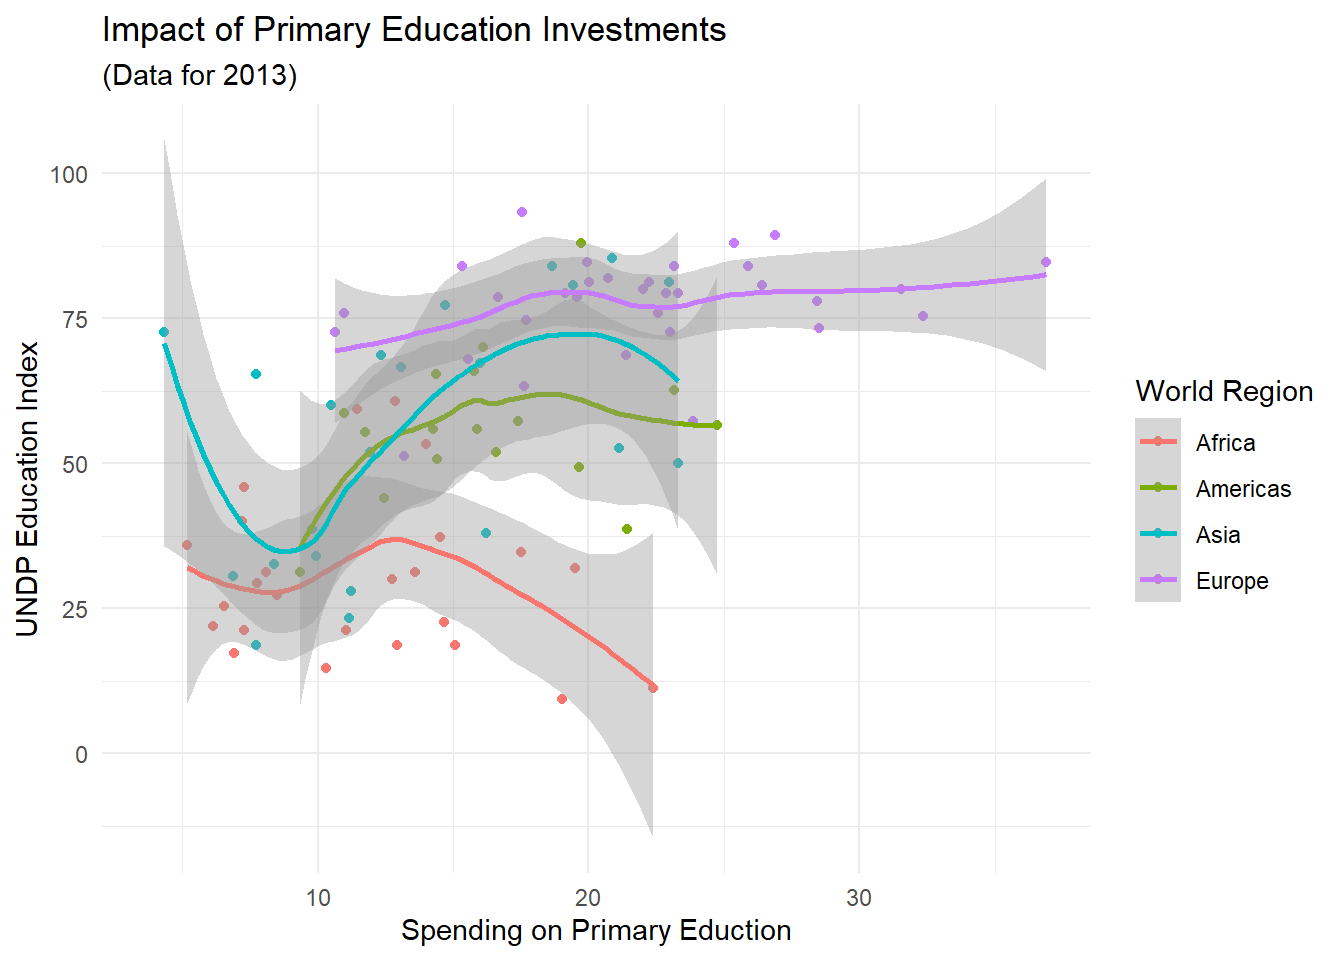 Impact of Primary Education Investments
(Data for 2013)
100
75
50
25
0
UNDP Education Index
10
20
30
Spending on Primary Eduction
World Region
Africa
Americas
Asia
Europe